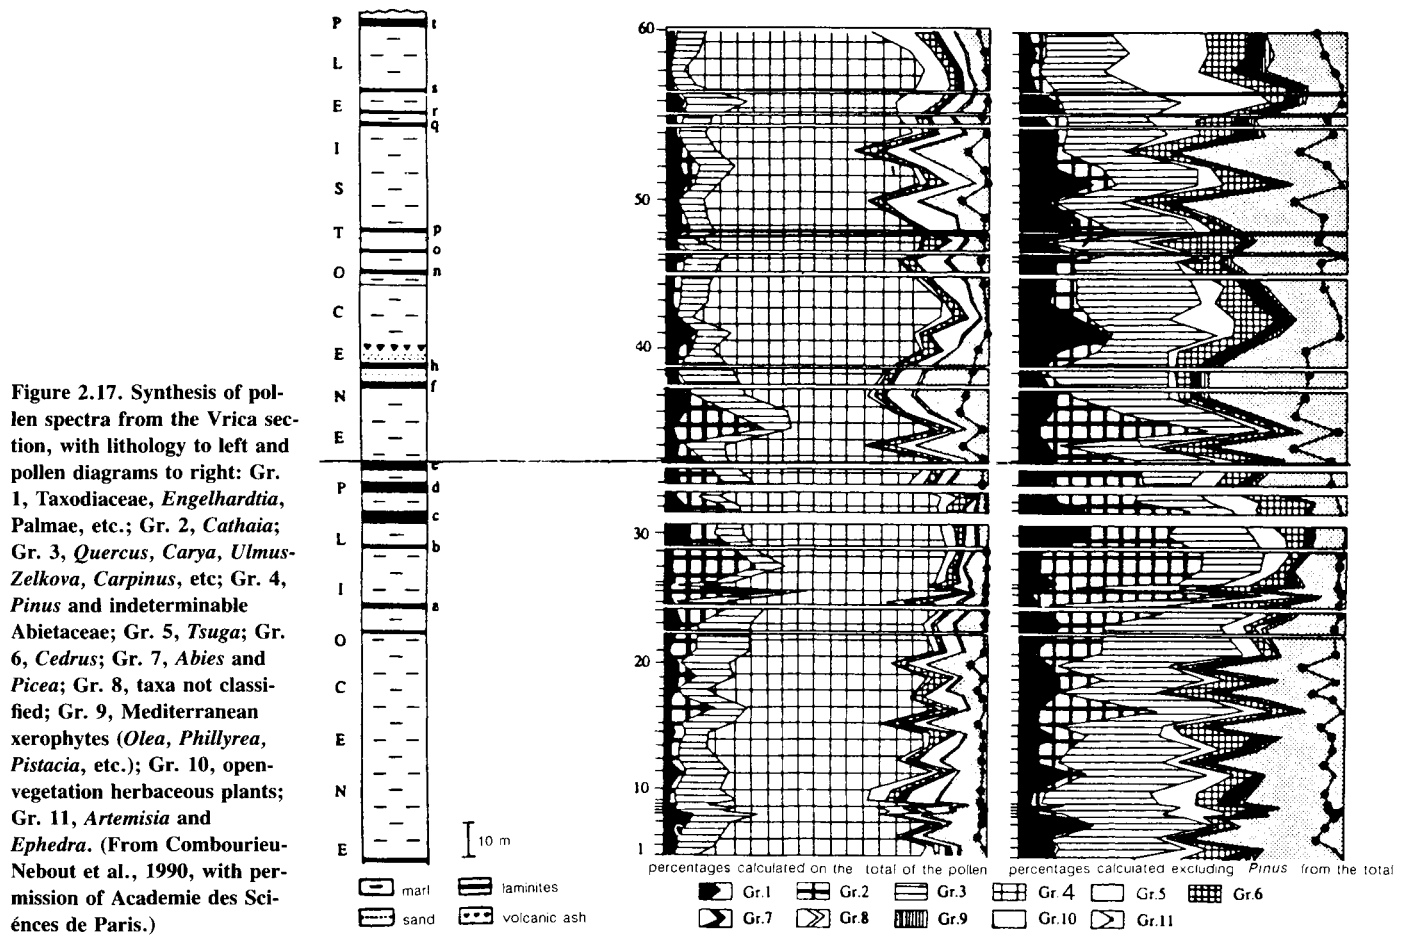 Figure 2.17. Synthesis of pol-
len spectra from the Vrica sec-
tion, with lithology to left and
pollen diagrams to right: Gr.
1, Taxodiaceae, Engelhardtia,
Palmae, etc.; Gr. 2, Cathaia;
Gr. 3, Quercus, Carya, Ulmus-
Zelkova, Carpinus, etc; Gr. 4,
Pinus and indeterminable
Abietaceae; Gr. 5, Tsuga; Gr.
6, Cedrus; Gr. 7, Abies and
Picea; Gr. 8, taxa not classi-
fied; Gr. 9, Mediterranean
xerophytes (Olea, Phillyrea,
Pistacia, etc.); Gr. 10, open-
vegetation herbaceous plants;
Gr. 11, Artemisia and
Ephedra. (From Combourieu-
Nebout et al., 1990, with per-
mission of Academie des Sci-
énces de Paris.)
P
L
E
I
S
T
O
C
E
N
E
P
L
I
O
C
E
N
E
t
s
r
q
p
o
n
h
f
e
d
c
b
a
10 m
marl
laminites
sand
volcanic ash
60
50
40
30
20
10
1
percentages calculated on the total of the pollen
percentages calculated excluding Pinus from the total
Gr.1 Gr.2 Gr.3 Gr.4 Gr.5 Gr.6
Gr.7 Gr.8 Gr.9 Gr.10 Gr.11